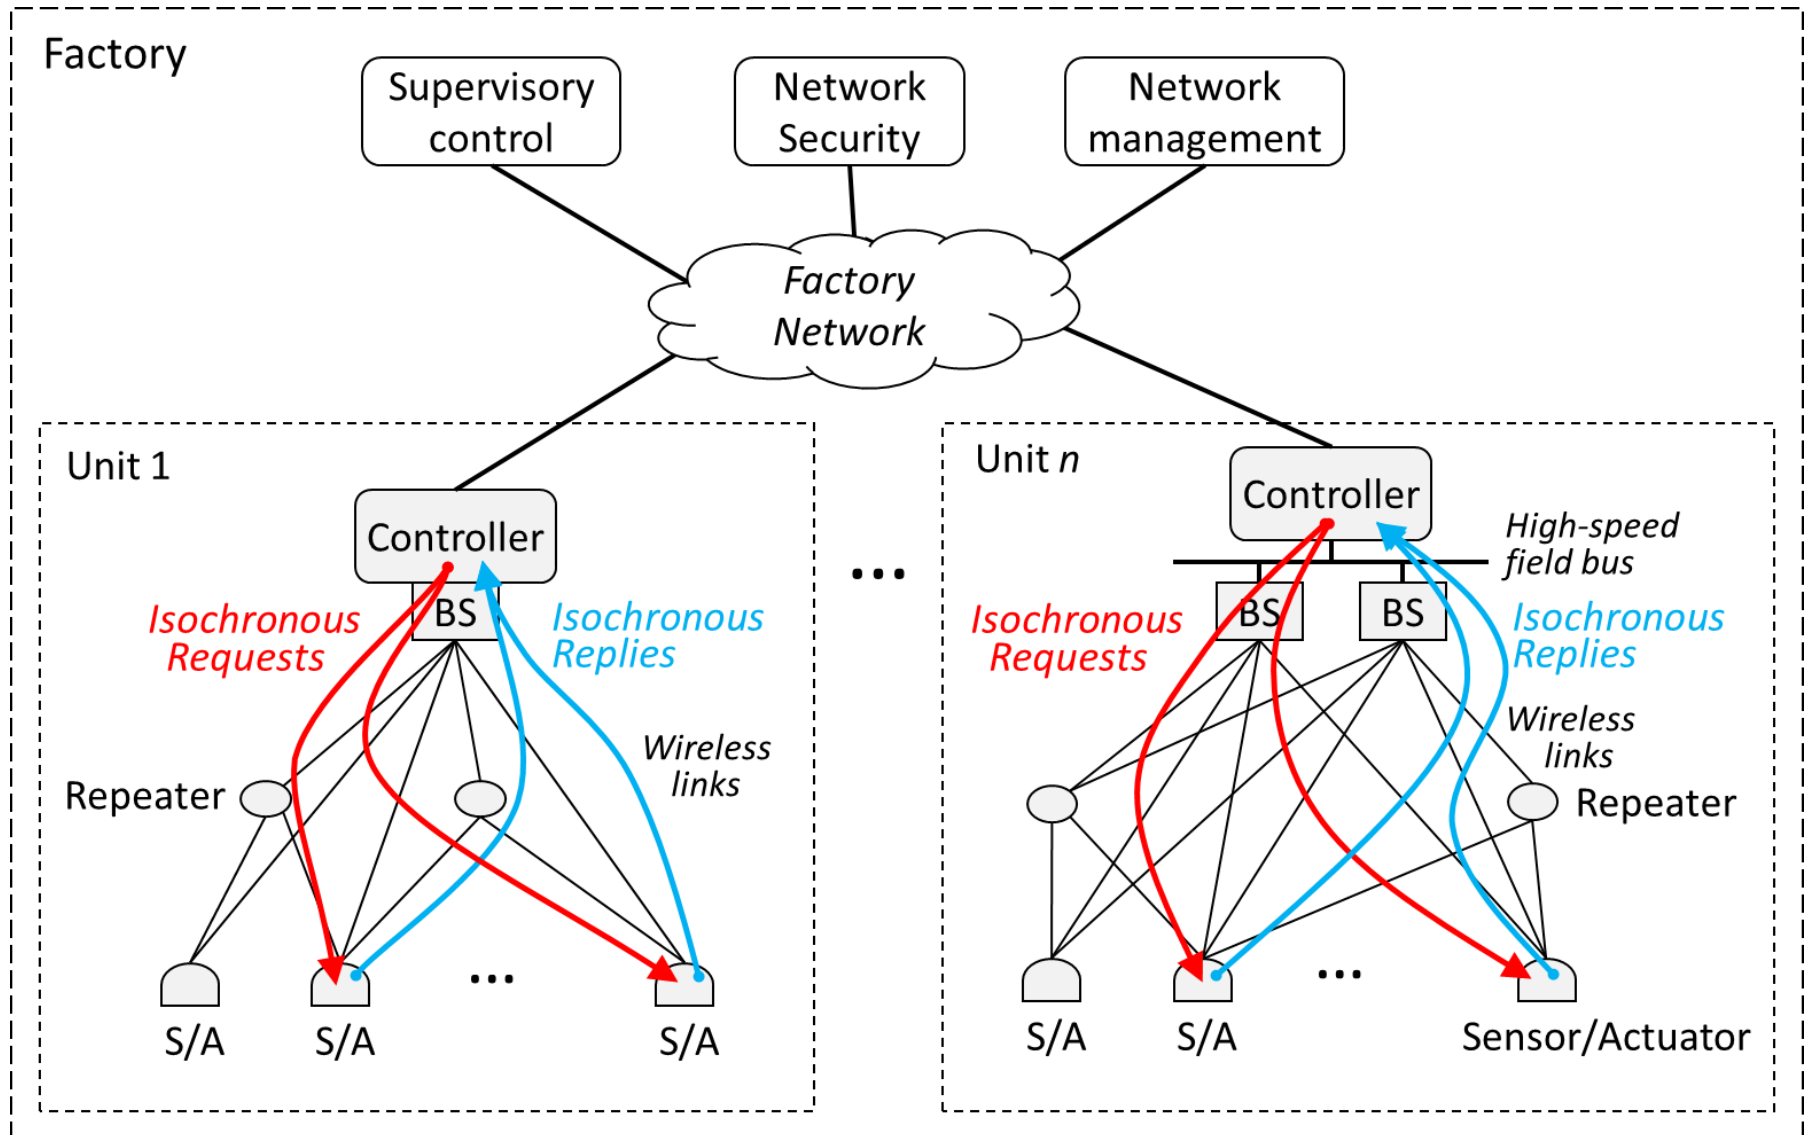 Factory
Supervisory
control
Network
Security
Network
management
Factory
Network
Unit 1
Controller
BS
Isochronous
Requests
Isochronous
Replies
Wireless
links
Repeater
S/A
S/A
...
S/A
...
Unit n
Controller
High-speed
field bus
BS
BS
Isochronous
Requests
Isochronous
Replies
Wireless
links
Repeater
S/A
S/A
...
Sensor/Actuator